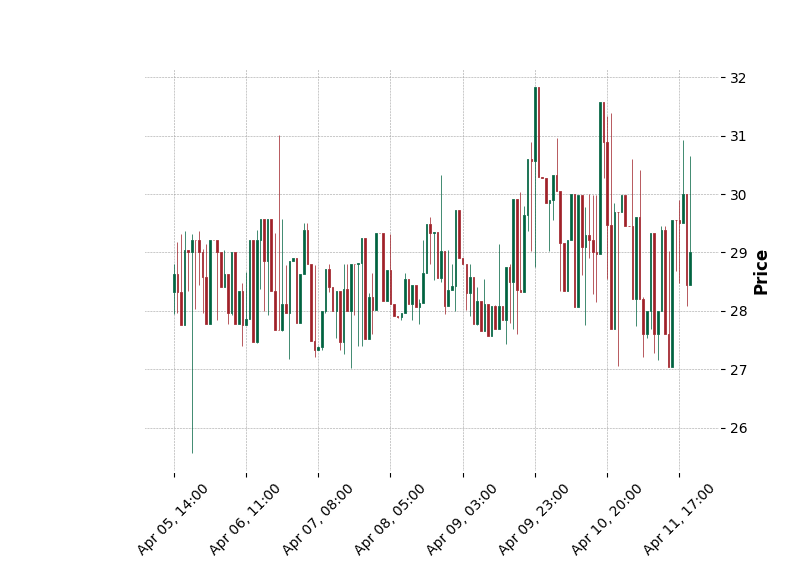 32
31
30
29
28
27
26
Price
Apr 05, 14:00
Apr 06, 11:00
Apr 07, 08:00
Apr 08, 05:00
Apr 09, 03:00
Apr 09, 23:00
Apr 10, 20:00
Apr 11, 17:00